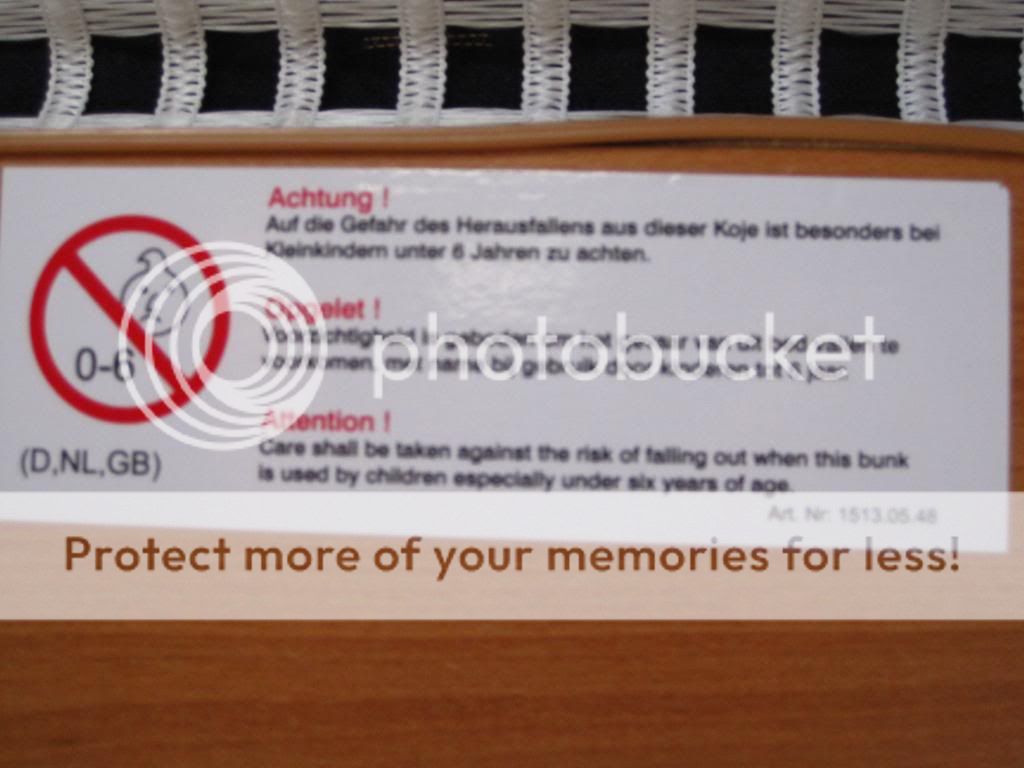 Achtung !
Auf die Gefahr des Herausfallens aus dieser Koje ist besonders bei
Kleinkindern unter 6 Jahren zu achten.
0-6
Opgelet !
photobucket
Attention !
Care shall be taken against the risk of falling out when this bunk
is used by children especially under six years of age.
(D,NL,GB)
Art. Nr: 1513.05.48
Protect more of your memories for less!